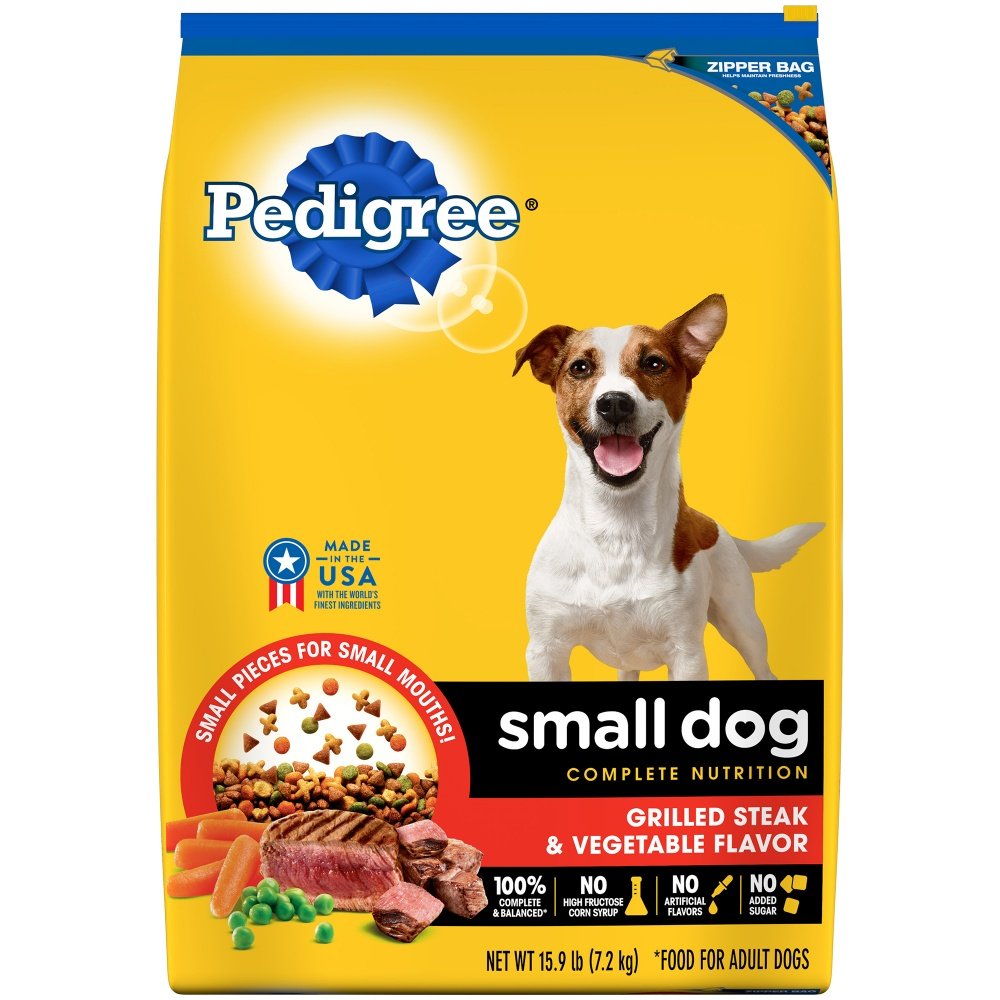 ZIPPER BAG
HELPS MAINTAIN FRESHNESS
Pedigree®
MADE
IN THE
USA
WITH THE WORLD'S
FINEST INGREDIENTS
SMALL PIECES FOR SMALL MOUTHS!
small dog
COMPLETE NUTRITION
GRILLED STEAK
& VEGETABLE FLAVOR
100%
COMPLETE
& BALANCED*
NO
HIGH FRUCTOSE
CORN SYRUP
NO
ARTIFICIAL
FLAVORS
NO
ADDED
SUGAR
NET WT 15.9 lb (7.2 kg) *FOOD FOR ADULT DOGS